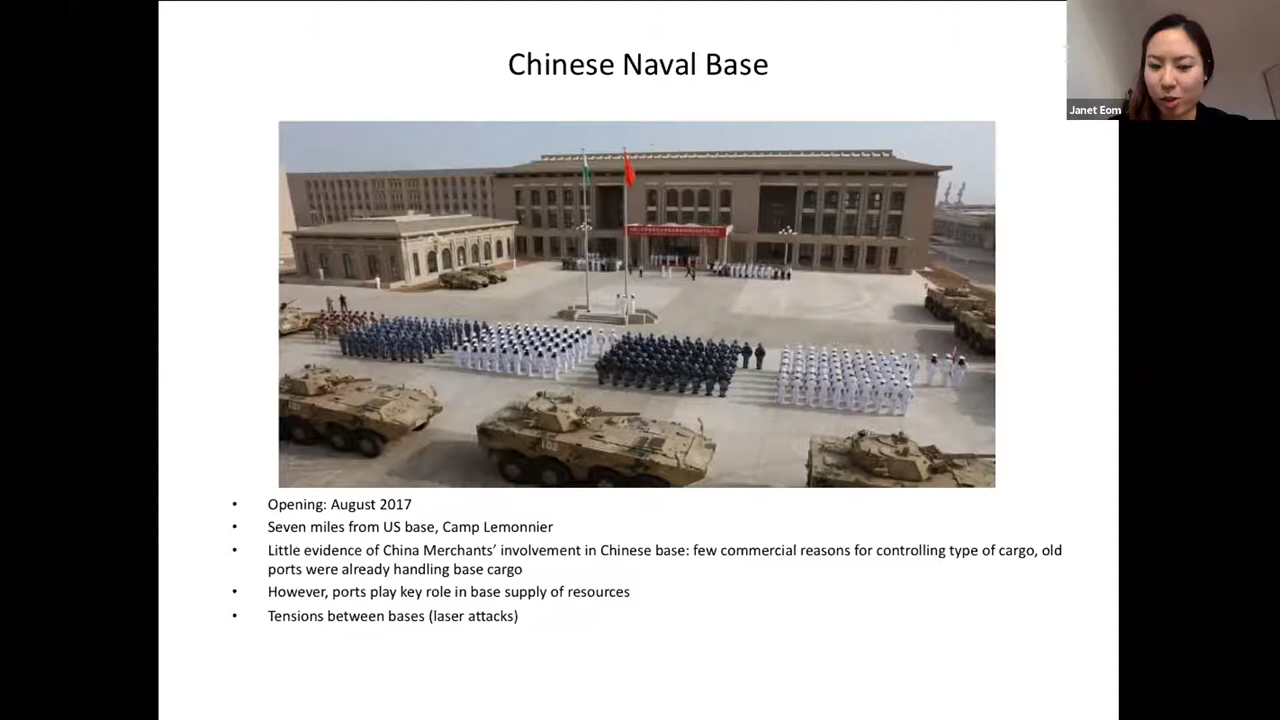 Chinese Naval Base
Janet Eom
• Opening: August 2017
• Seven miles from US base, Camp Lemonnier
• Little evidence of China Merchants’ involvement in Chinese base: few commercial reasons for controlling type of cargo, old
ports were already handling base cargo
• However, ports play key role in base supply of resources
• Tensions between bases (laser attacks)